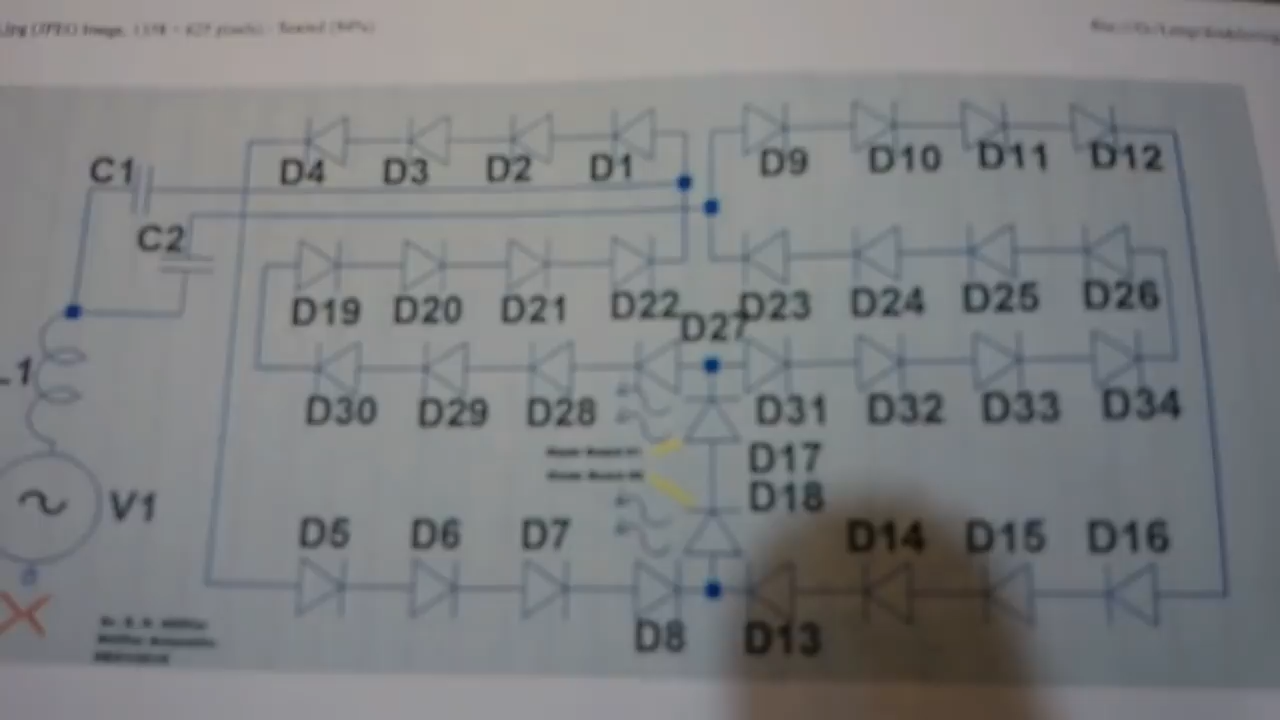 D4 D3 D2 D1 D9 D10 D11 D12
C1
C2
D19 D20 D21 D22 D23 D24 D25 D26
D27
D30 D29 D28 D31 D32 D33 D34
D17
V1 D18
D5 D6 D7 D14 D15 D16
D8 D13